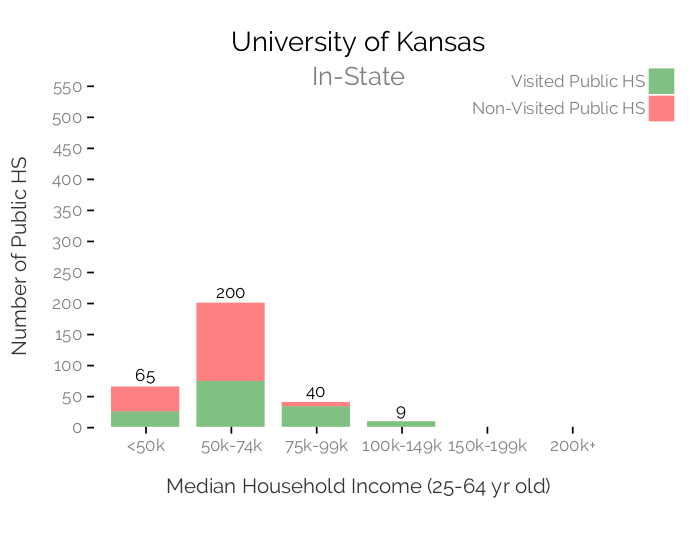 University of Kansas
In-State
Visited Public HS
Non-Visited Public HS
Number of Public HS
550
500
450
400
350
300
250
200
150
100
50
0
65
200
40
9
<50k 50k-74k 75k-99k 100k-149k 150k-199k 200k+
Median Household Income (25-64 yr old)